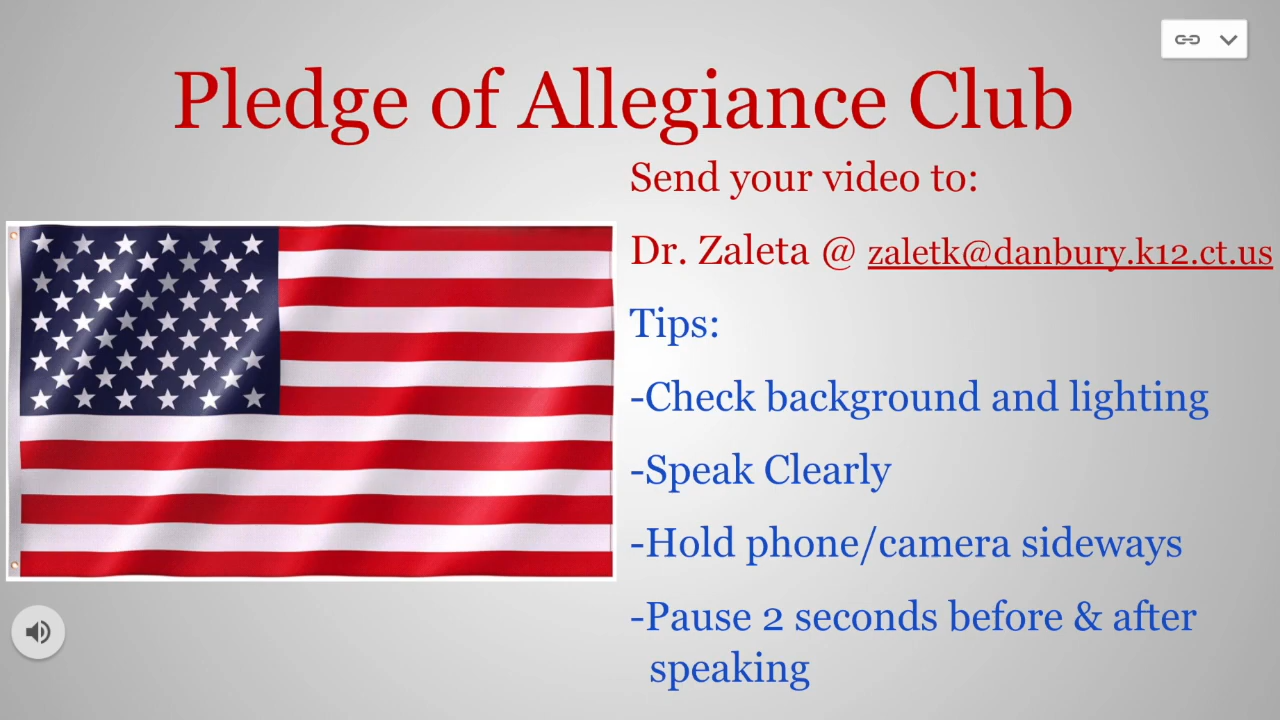 Pledge of Allegiance Club
Send your video to:
Dr. Zaleta @ zaletk@danbury.k12.ct.us
Tips:
-Check background and lighting
-Speak Clearly
-Hold phone/camera sideways
-Pause 2 seconds before & after
speaking